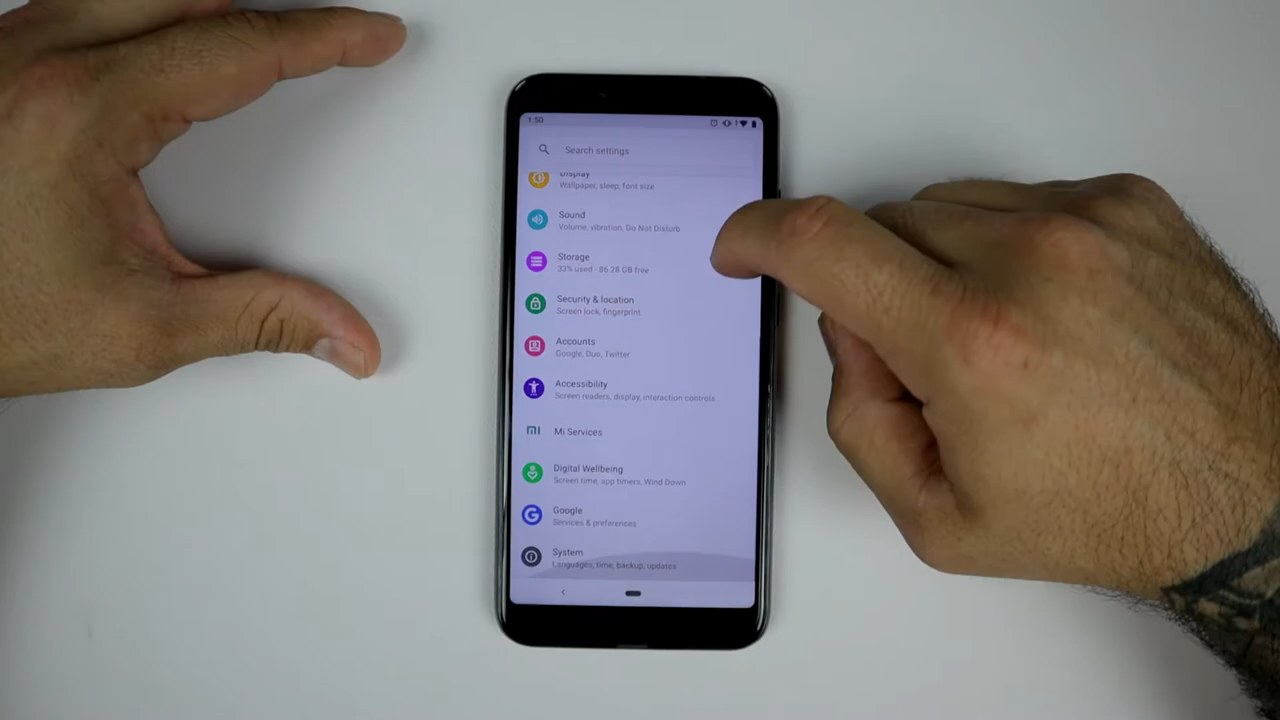 1:50
Search settings
Display
Wallpaper, sleep, font size
Sound
Volume, vibration, Do Not Disturb
Storage
33% used - 86.28 GB free
Security & location
Screen lock, fingerprint
Accounts
Google, Duo, Twitter
Accessibility
Screen readers, display, interaction controls
Mi Services
Digital Wellbeing
Screen time, app timers, Wind Down
Google
Services & preferences
System
Languages, time, backup, updates